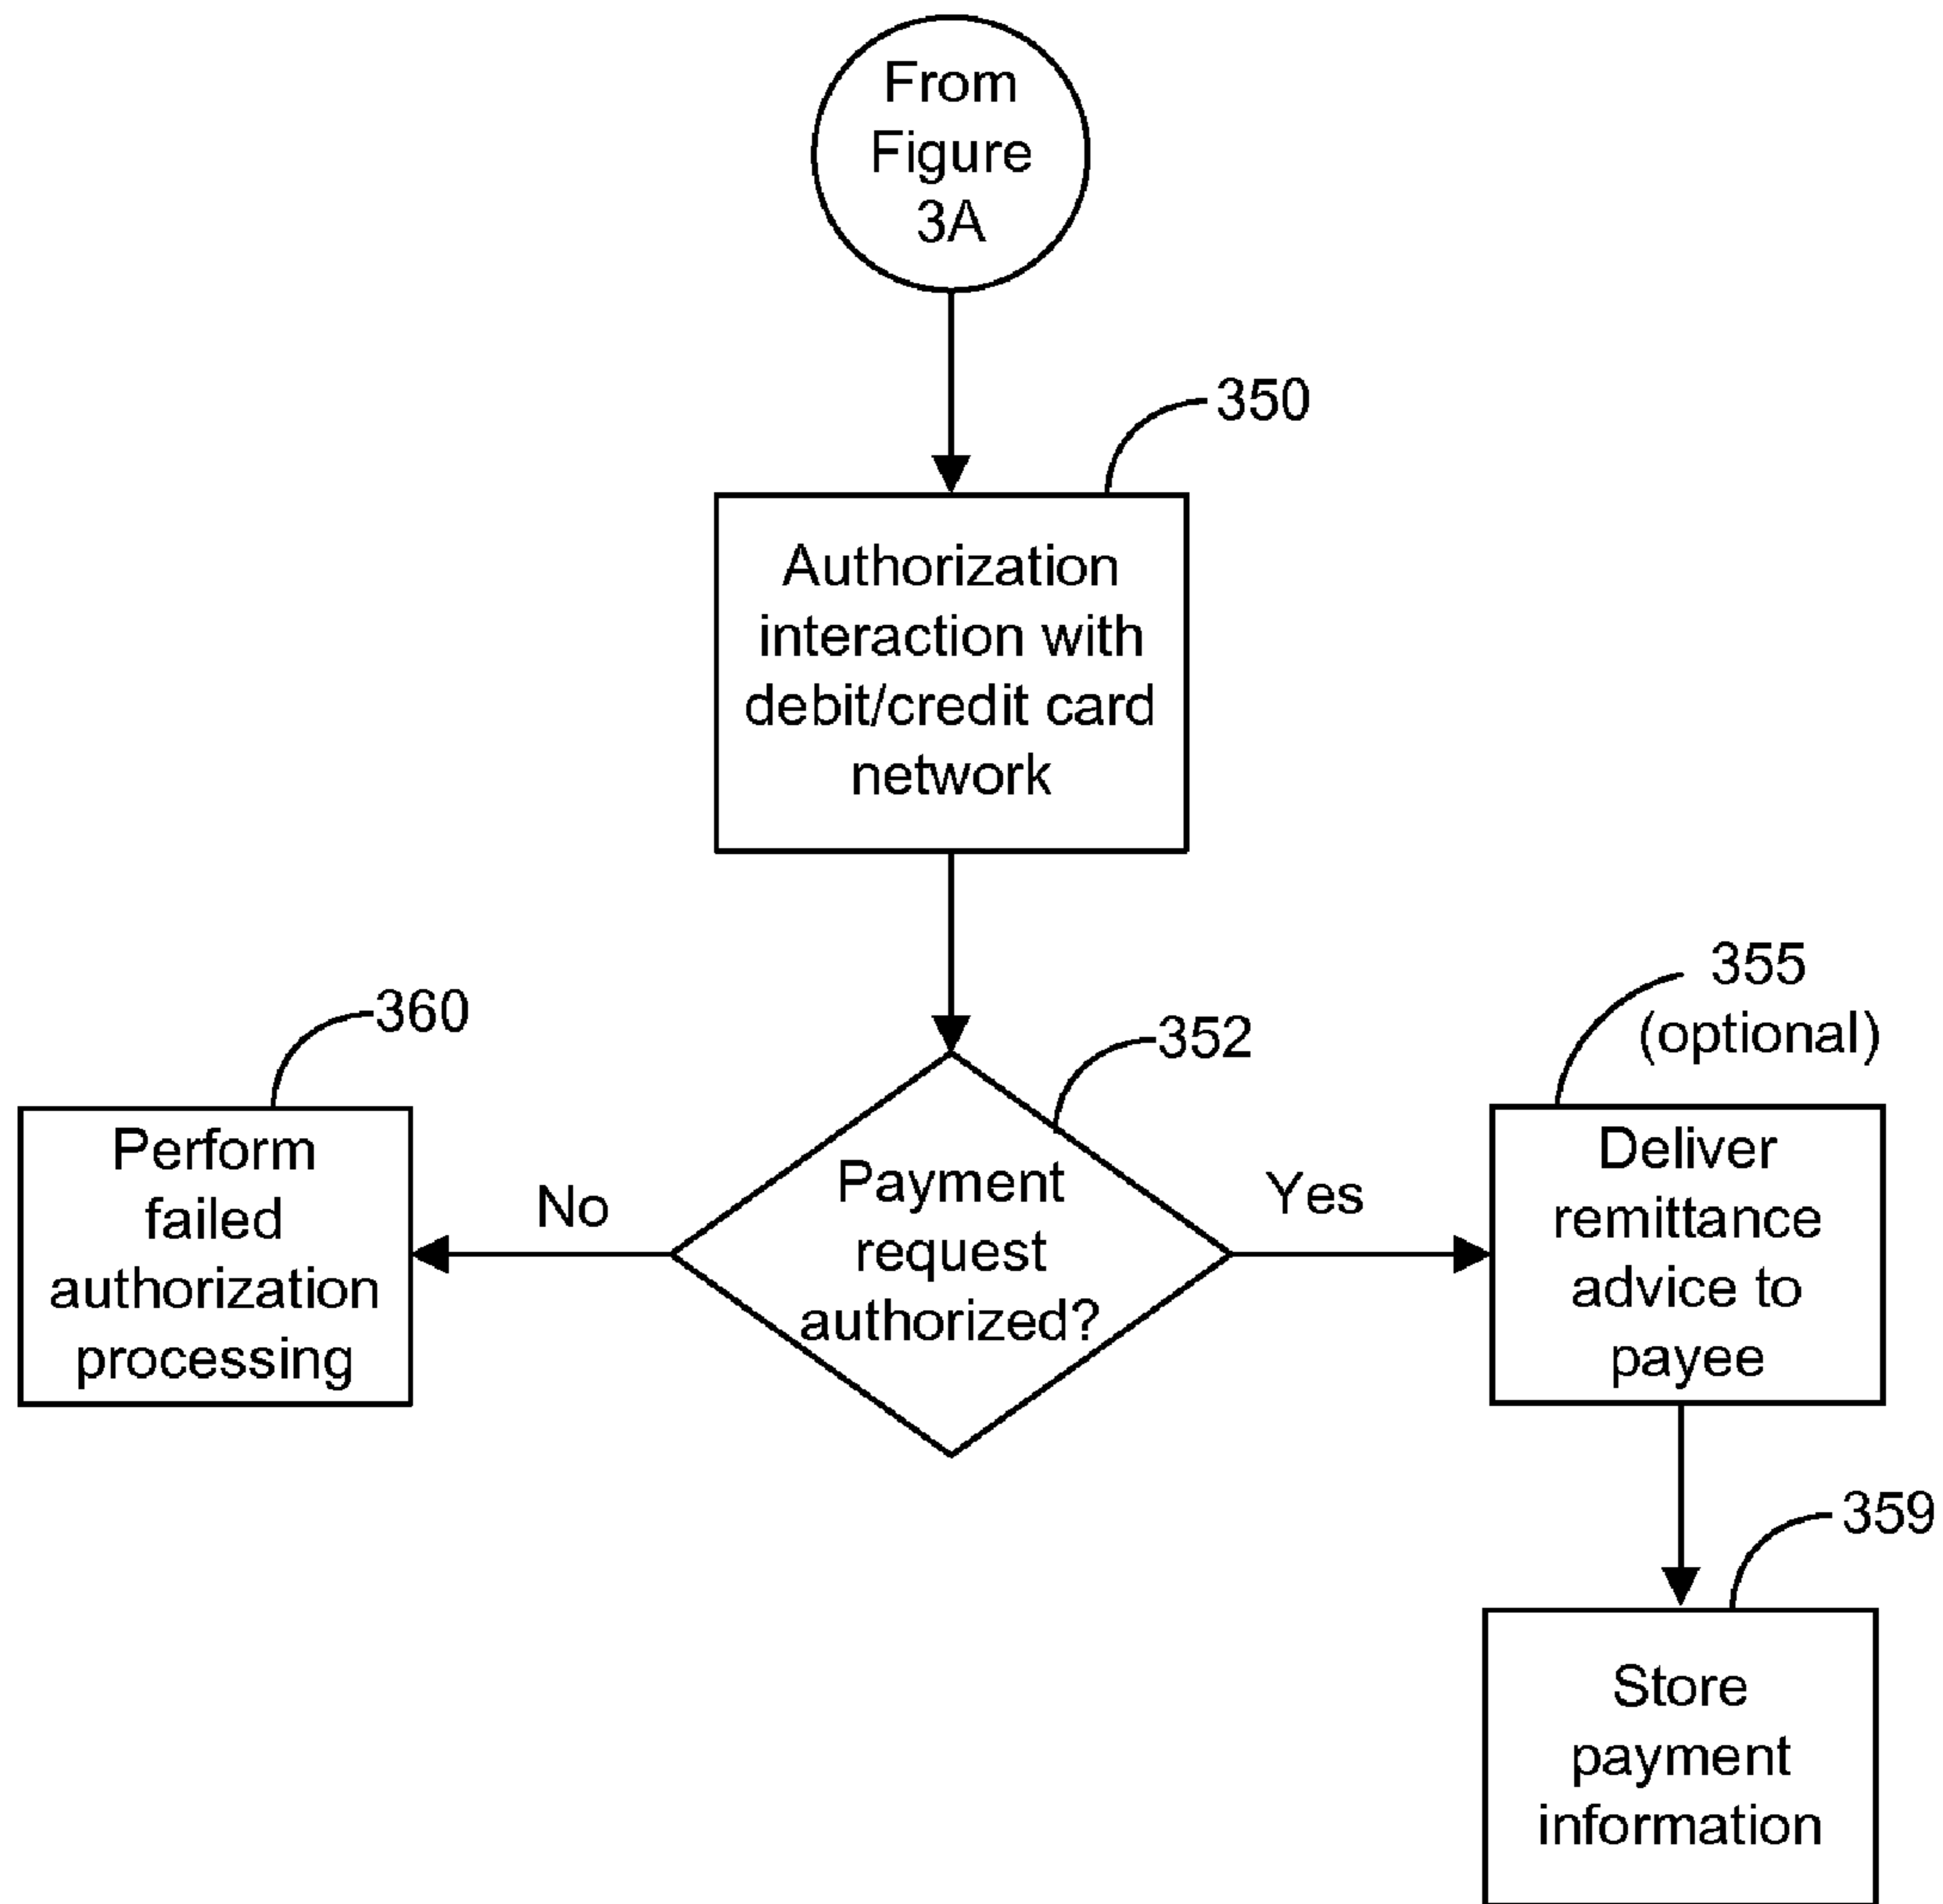 From
Figure
3A
350
Authorization
interaction with
debit/credit card
network
355
(optional)
360
352
Perform
failed
authorization
processing
No
Payment
request
authorized?
Yes
Deliver
remittance
advice to
payee
359
Store
payment
information